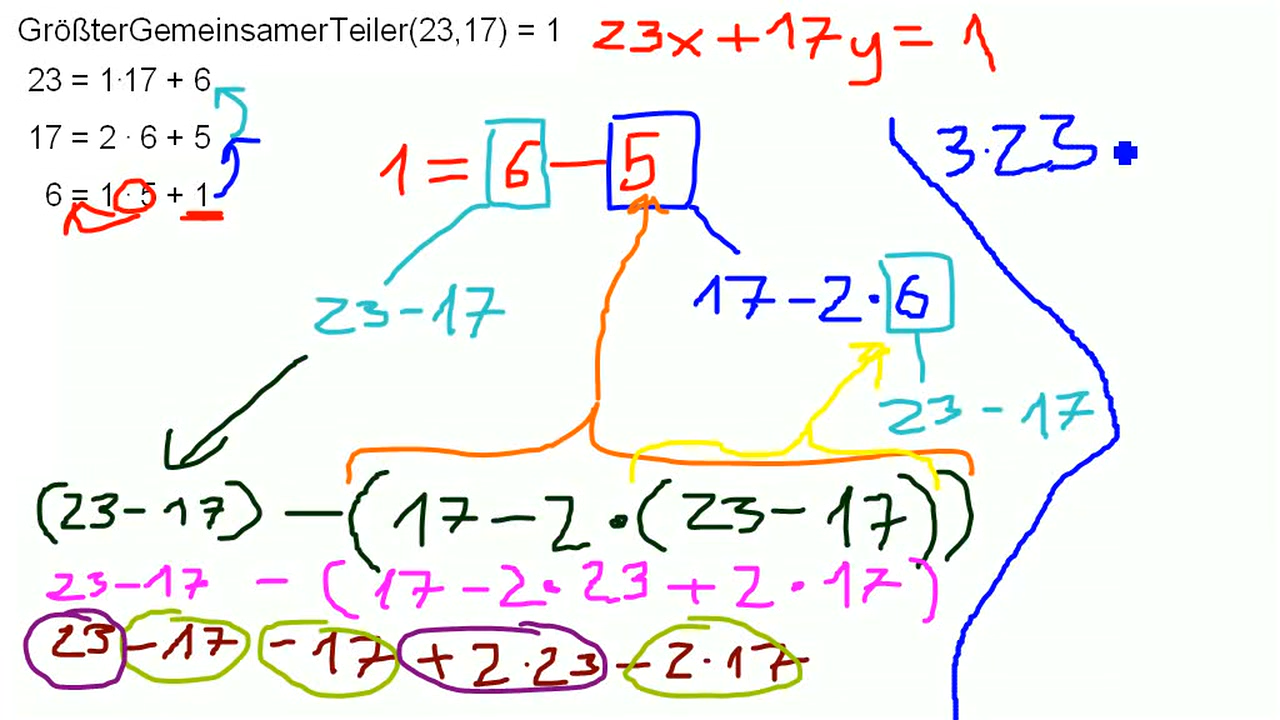 GrößterGemeinsamerTeiler(23,17) = 1
23x + 17y = 1
23 = 1·17 + 6
17 = 2 · 6 + 5
6 = 1 · 5 + 1
1 = 6 - 5
3·23
23 - 17
17 - 2·6
23 - 17
(23 - 17) - (17 - 2·(23 - 17))
23 - 17 - (17 - 2·23 + 2·17)
23 - 17 - 17 + 2·23 - 2·17